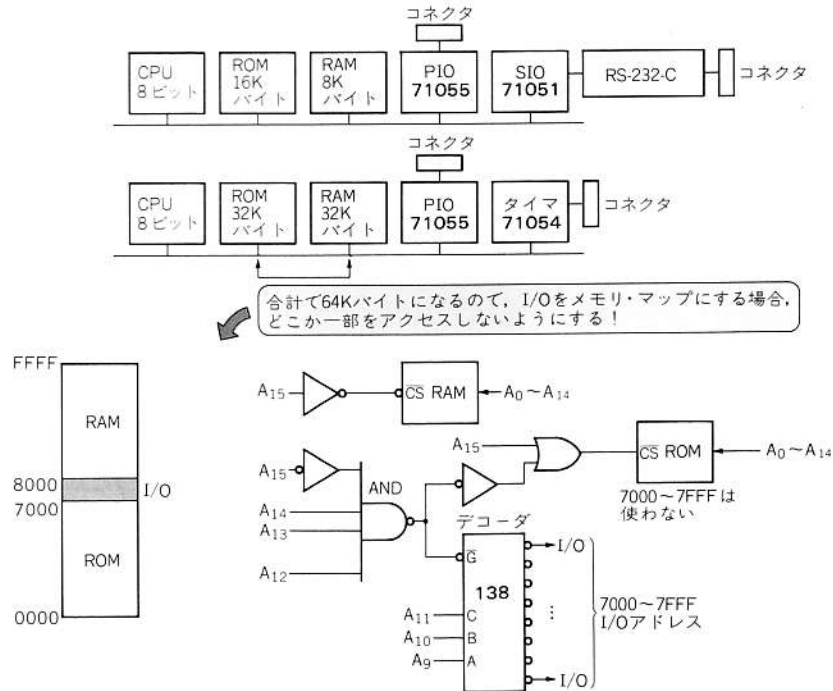 コネクタ
CPU
8ビット
ROM
16K
バイト
RAM
8K
バイト
PIO
71055
SIO
71051
RS-232-C
コネクタ
コネクタ
CPU
8ビット
ROM
32K
バイト
RAM
32K
バイト
PIO
71055
タイマ
71054
コネクタ
合計で64Kバイトになるので，I/Oをメモリ・マップにする場合，
どこか一部をアクセスしないようにする！
FFFF
RAM
8000
I/O
7000
ROM
0000
A15
CS RAM
A0～A14
A15
A14
A13
A12
AND
A15
CS ROM
A0～A14
7000～7FFFは
使わない
デコーダ
G
138
A11
C
A10
B
A9
A
I/O
⋮
I/O
7000～7FFF
I/Oアドレス